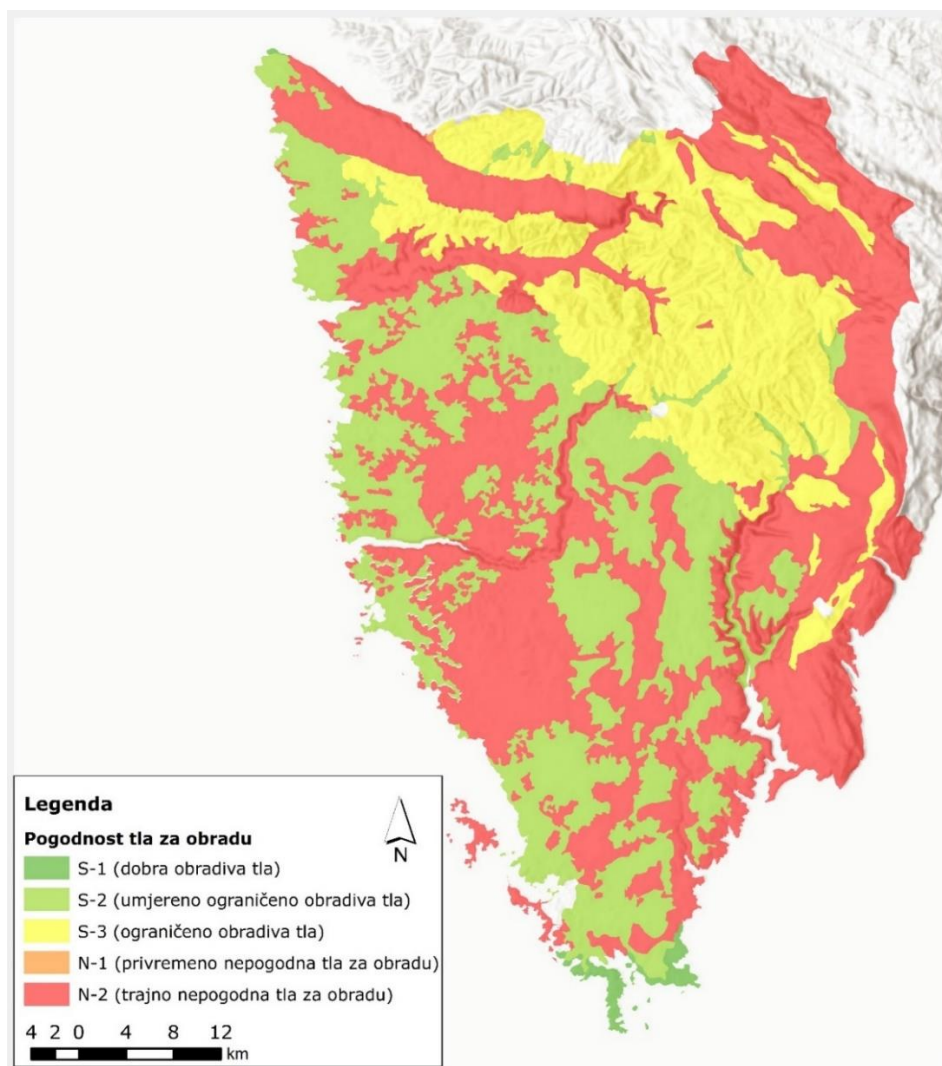 Legenda
Pogodnost tla za obradu
N
S-1 (dobra obradiva tla)
S-2 (umjereno ograničeno obradiva tla)
S-3 (ograničeno obradiva tla)
N-1 (privremeno nepogodna tla za obradu)
N-2 (trajno nepogodna tla za obradu)
4 2 0 4 8 12
km